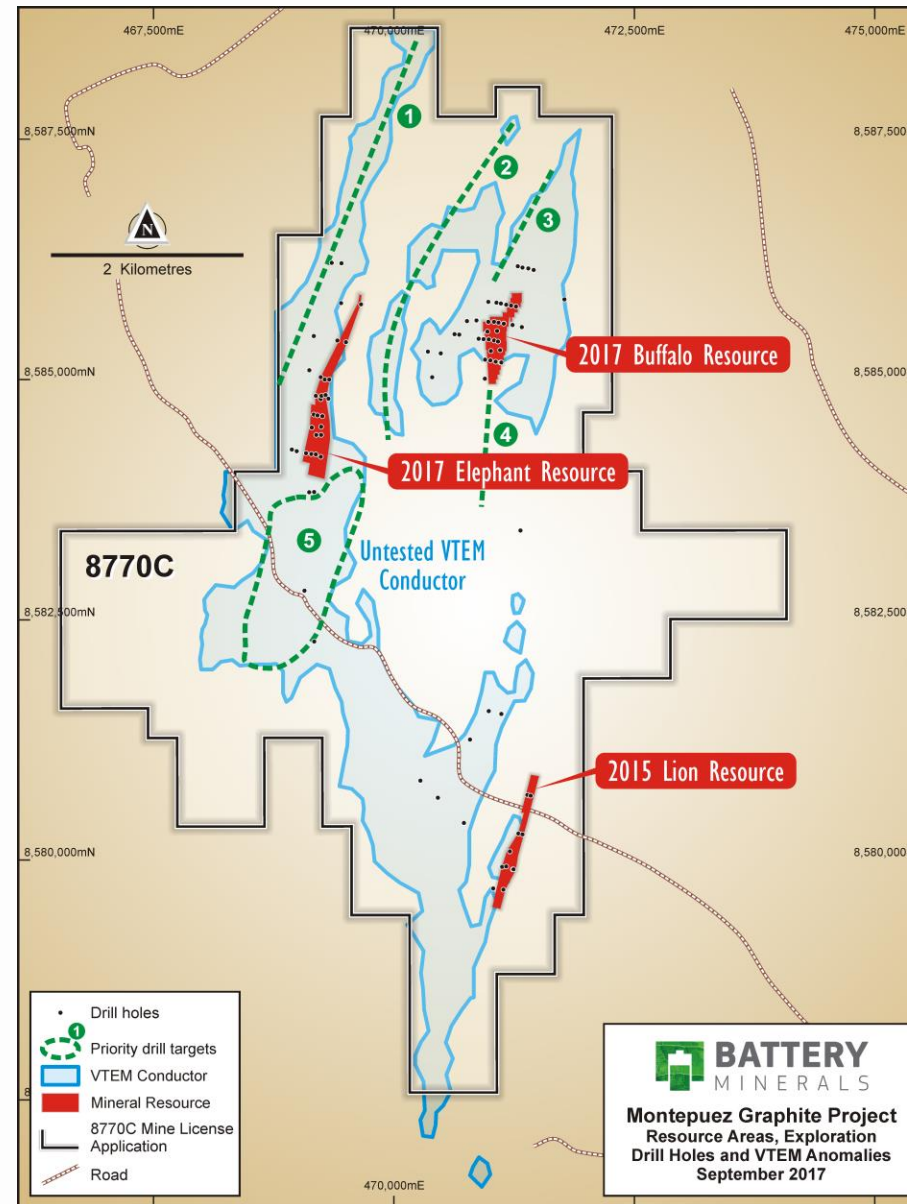 467,500mE
470,000mE
472,500mE
475,000mE
8,587,500mN
8,587,500mN
1
2
3
N
2 Kilometres
2017 Buffalo Resource
8,585,000mN
8,585,000mN
4
2017 Elephant Resource
5
Untested VTEM
Conductor
8770C
8,582,500mN
8,582,500mN
2015 Lion Resource
8,580,000mN
8,580,000mN
Drill holes
1
Priority drill targets
VTEM Conductor
Mineral Resource
8770C Mine License
Application
Road
470,000mE
BATTERY
MINERALS
Montepuez Graphite Project
Resource Areas, Exploration
Drill Holes and VTEM Anomalies
September 2017